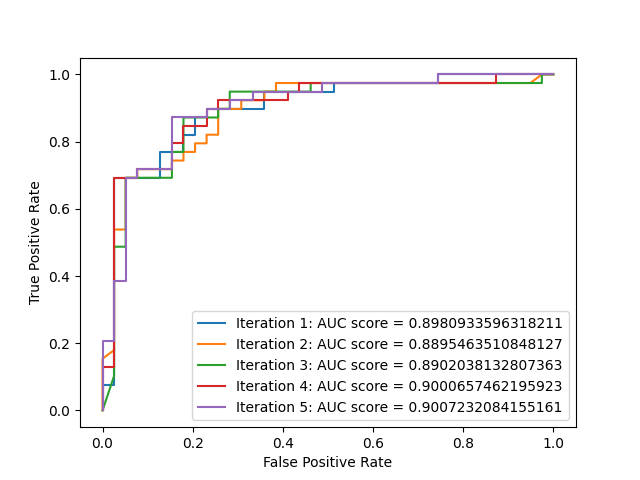 1.0
0.8
0.6
0.4
0.2
0.0
True Positive Rate
Iteration 1: AUC score = 0.8980933596318211
Iteration 2: AUC score = 0.8895463510848127
Iteration 3: AUC score = 0.8902038132807363
Iteration 4: AUC score = 0.9000657462195923
Iteration 5: AUC score = 0.9007232084155161
0.0 0.2 0.4 0.6 0.8 1.0
False Positive Rate